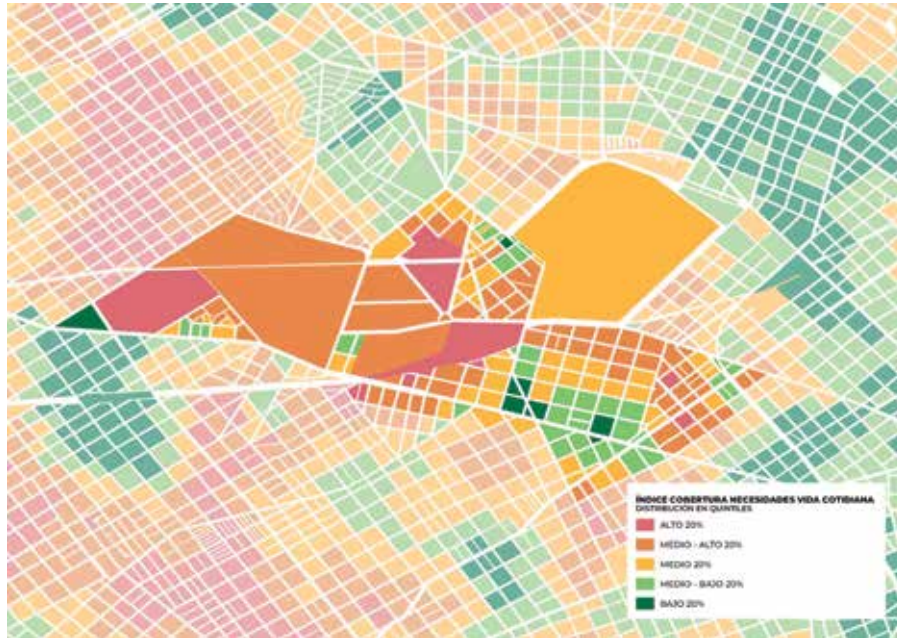 ÍNDICE COBERTURA NECESIDADES VIDA COTIDIANA
DISTRIBUCIÓN EN QUINTILES
ALTO 20%
MEDIO - ALTO 20%
MEDIO 20%
MEDIO - BAJO 20%
BAJO 20%